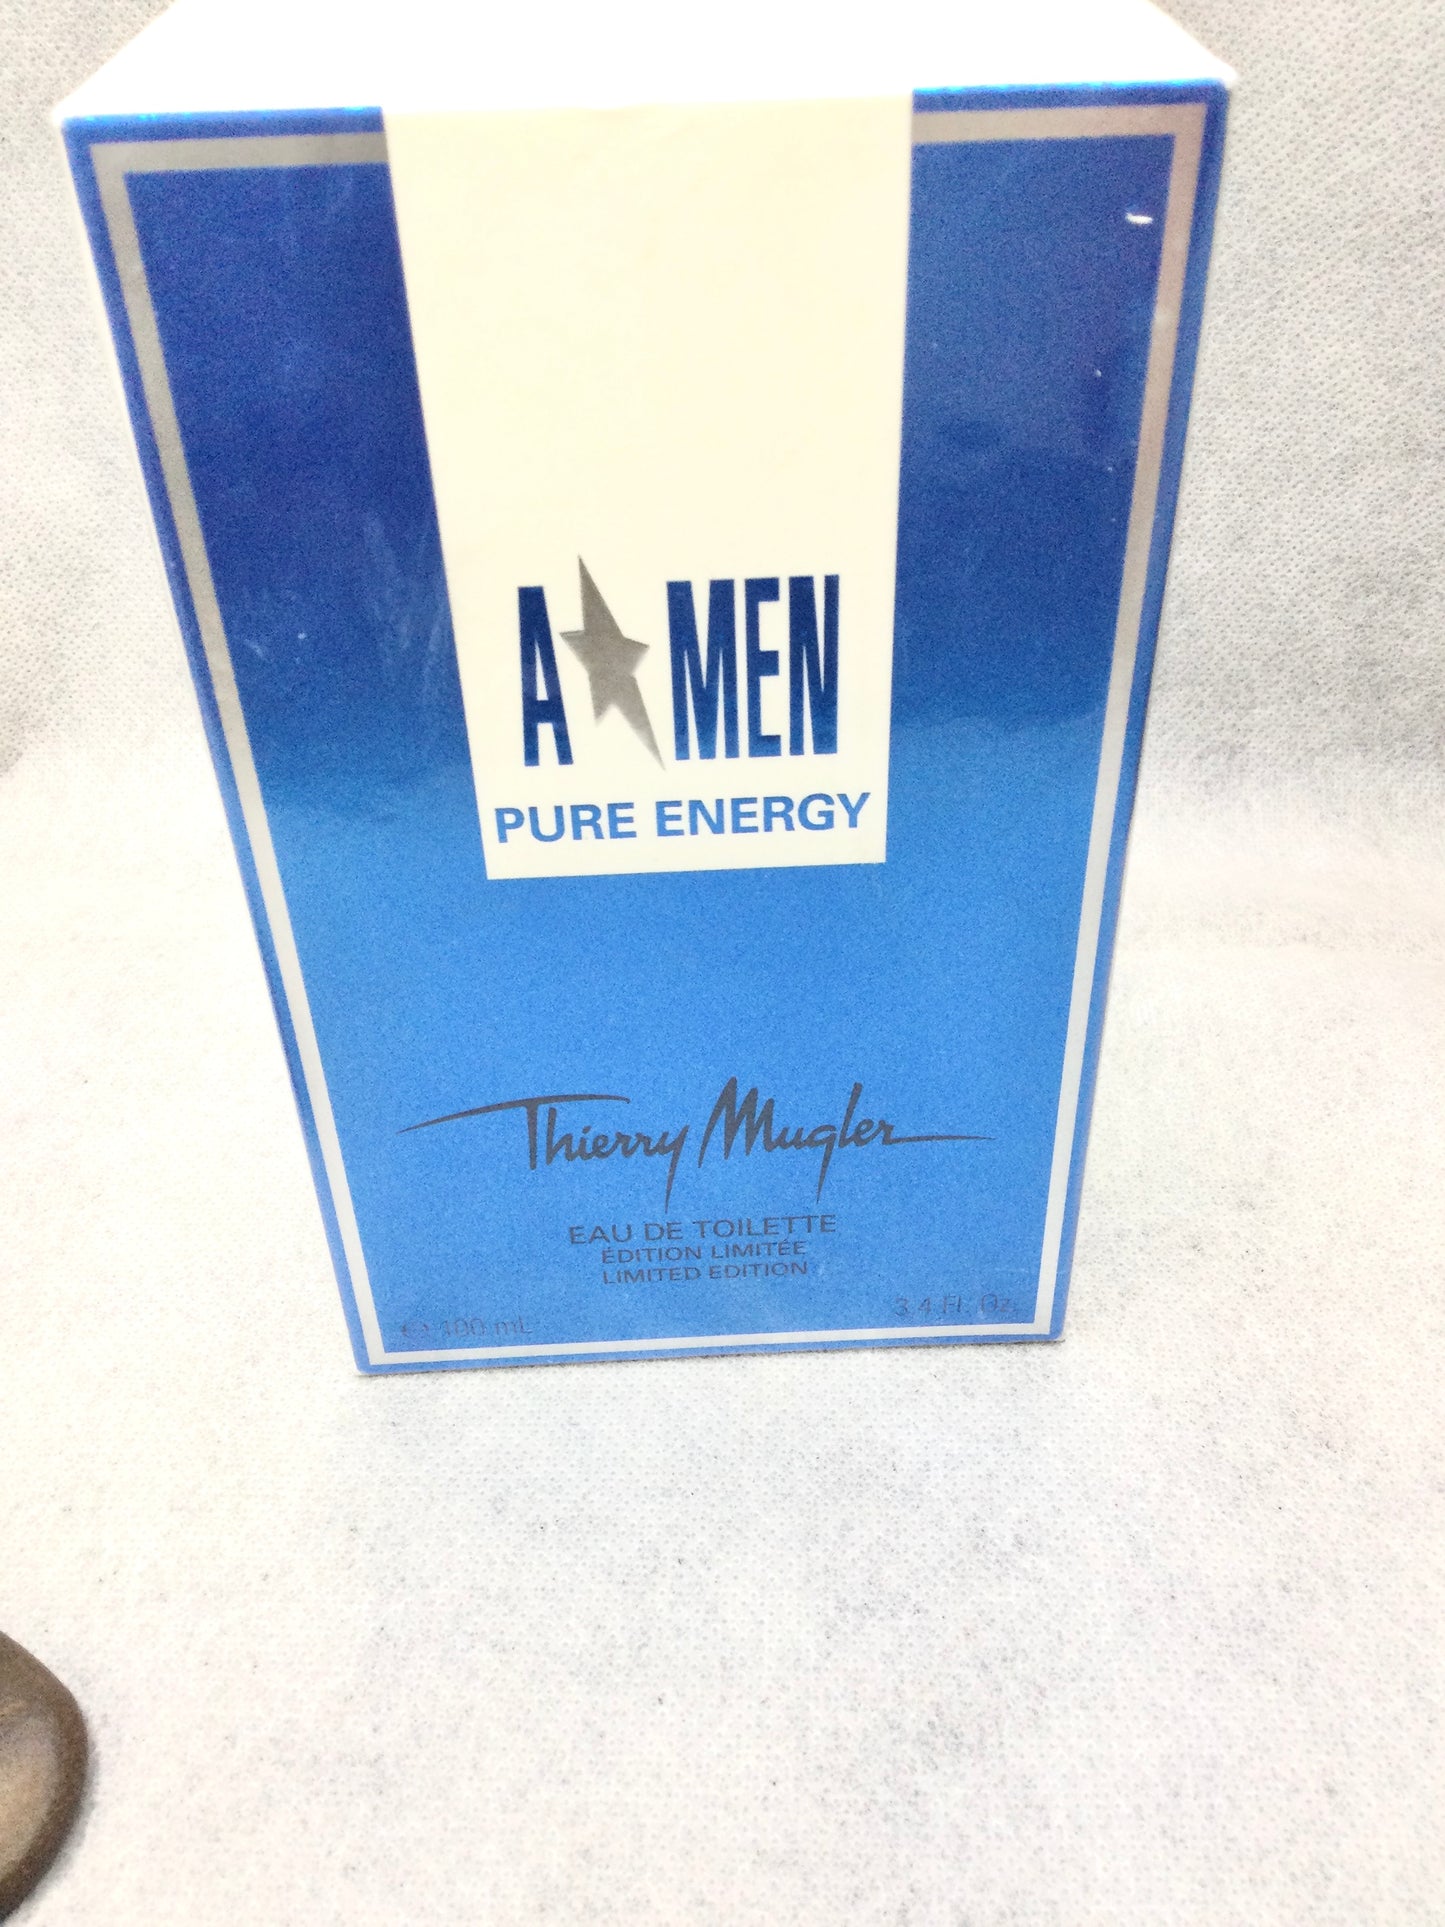 A★MEN
PURE ENERGY
Thierry Mugler
EAU DE TOILETTE
ÉDITION LIMITÉE
LIMITED EDITION
℮ 100 mL
3.4 Fl. Oz.